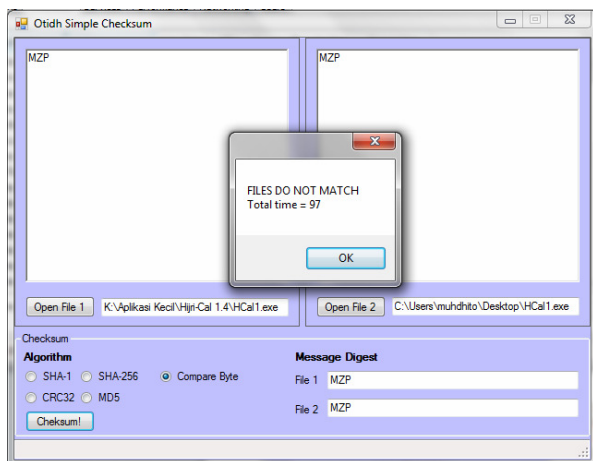 Otidh Simple Checksum
MZP
MZP
FILES DO NOT MATCH
Total time = 97
OK
Open File 1 K:\Aplikasi Kecil\Hijri-Cal 1.4\HCal1.exe
Open File 2 C:\Users\muhdhito\Desktop\HCal1.exe
Checksum
Algorithm
SHA-1 SHA-256 Compare Byte
CRC32 MD5
Cheksum!
Message Digest
File 1 MZP
File 2 MZP